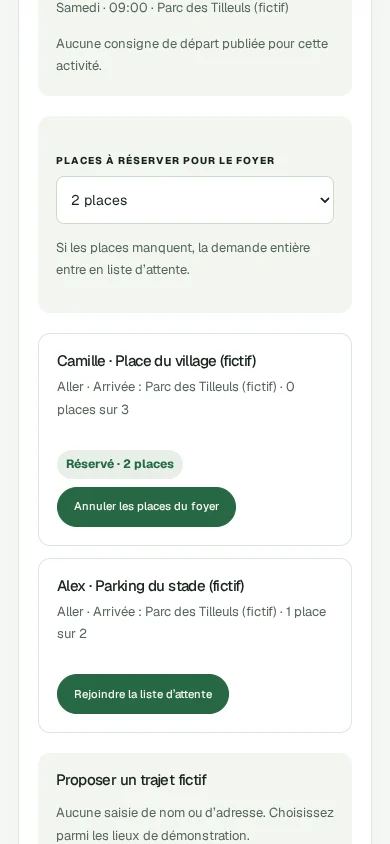 Samedi · 09:00 · Parc des Tilleuls (fictif)
Aucune consigne de départ publiée pour cette
activité.
PLACES À RÉSERVER POUR LE FOYER
2 places
Si les places manquent, la demande entière
entre en liste d'attente.
Camille · Place du village (fictif)
Aller · Arrivée : Parc des Tilleuls (fictif) · 0
places sur 3
Réservé · 2 places
Annuler les places du foyer
Alex · Parking du stade (fictif)
Aller · Arrivée : Parc des Tilleuls (fictif) · 1 place
sur 2
Rejoindre la liste d'attente
Proposer un trajet fictif
Aucune saisie de nom ou d'adresse. Choisissez
parmi les lieux de démonstration.